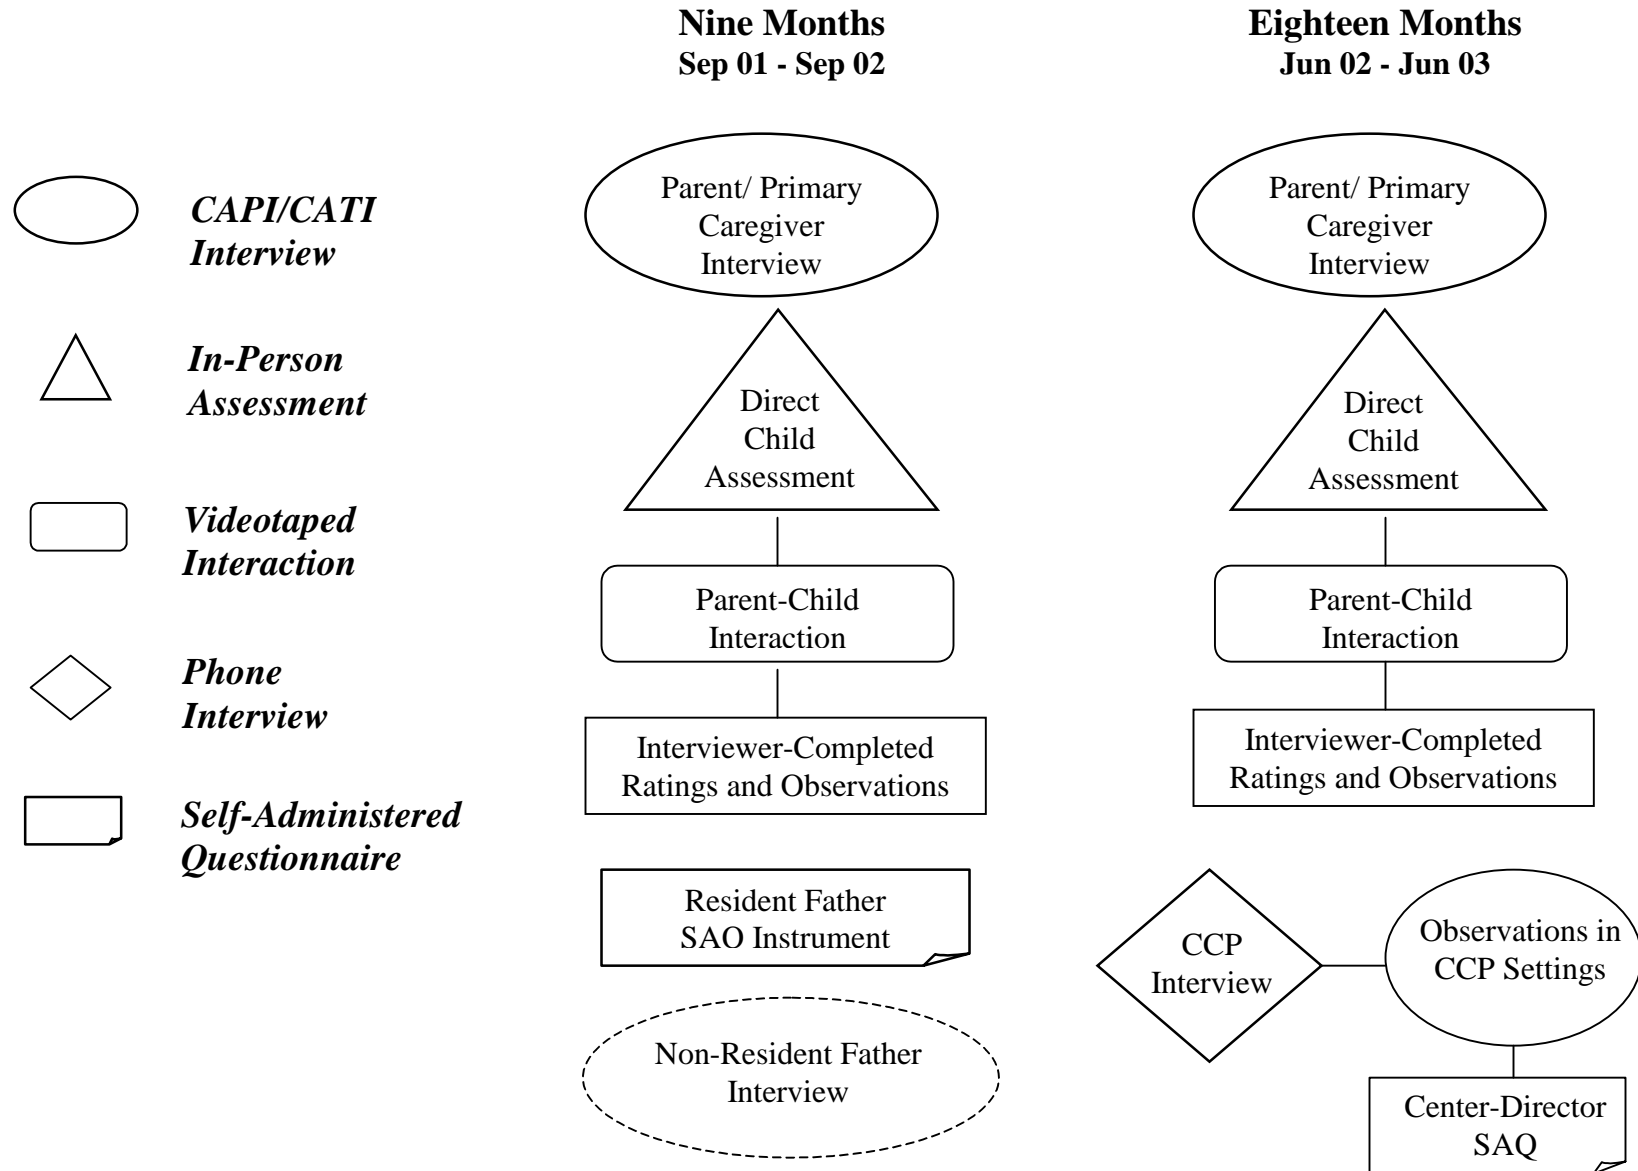 Nine Months
Sep 01 - Sep 02
Eighteen Months
Jun 02 - Jun 03
CAPI/CATI
Interview
In-Person
Assessment
Videotaped
Interaction
Phone
Interview
Self-Administered
Questionnaire
Parent/ Primary
Caregiver
Interview
Direct
Child
Assessment
Parent-Child
Interaction
Interviewer-Completed
Ratings and Observations
Resident Father
SAO Instrument
Non-Resident Father
Interview
Parent/ Primary
Caregiver
Interview
Direct
Child
Assessment
Parent-Child
Interaction
Interviewer-Completed
Ratings and Observations
CCP
Interview
Observations in
CCP Settings
Center-Director
SAQ